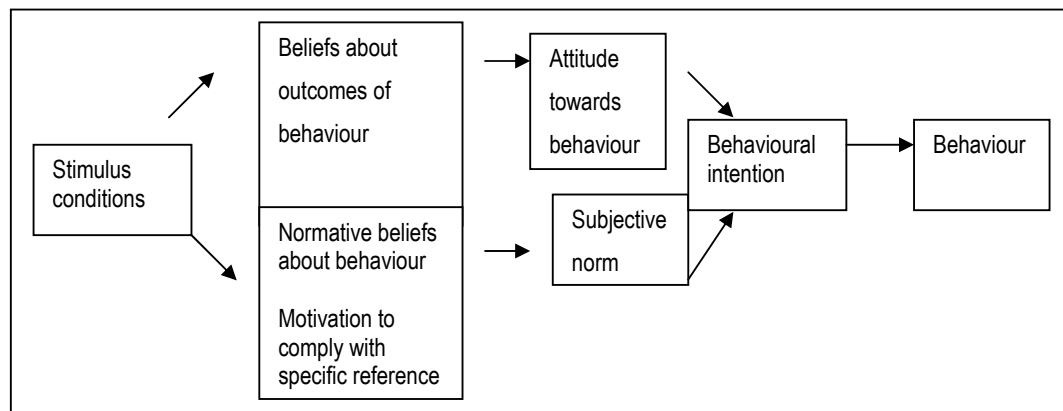 Stimulus
conditions
Beliefs about
outcomes of
behaviour
Normative beliefs
about behaviour
Motivation to
comply with
specific reference
Attitude
towards
behaviour
Subjective
norm
Behavioural
intention
Behaviour